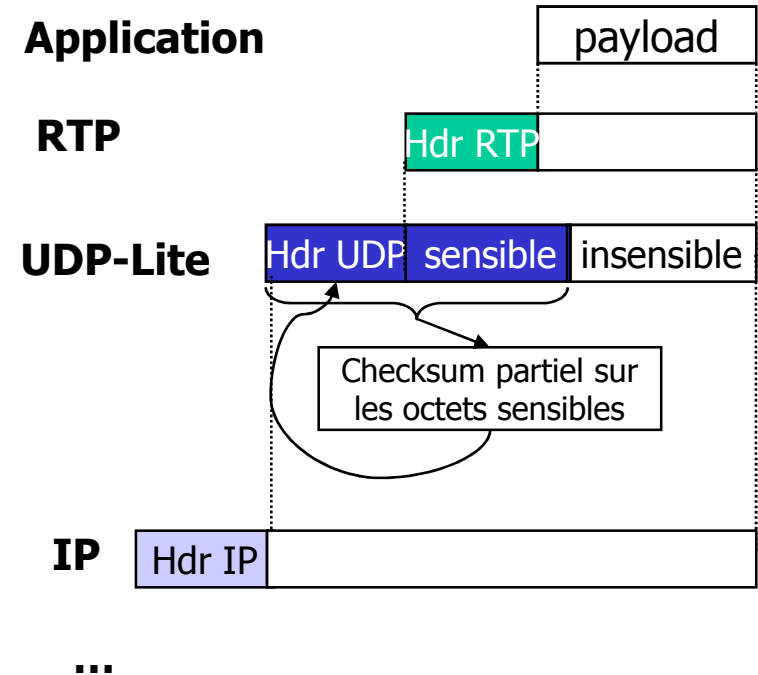 Application
payload
RTP
Hdr RTP
UDP-Lite
Hdr UDP
sensible
insensible
Checksum partiel sur
les octets sensibles
IP
Hdr IP
...